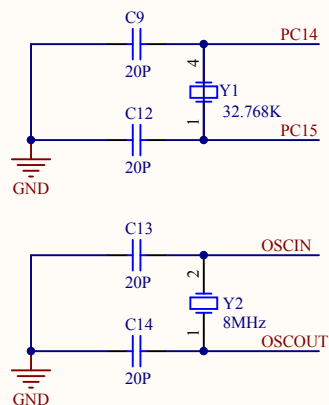 C9
PC14
20P
4
Y1
32.768K
C12
1
PC15
20P
GND
C13
OSCIN
20P
2
Y2
8MHz
C14
1
OSCOUT
20P
GND